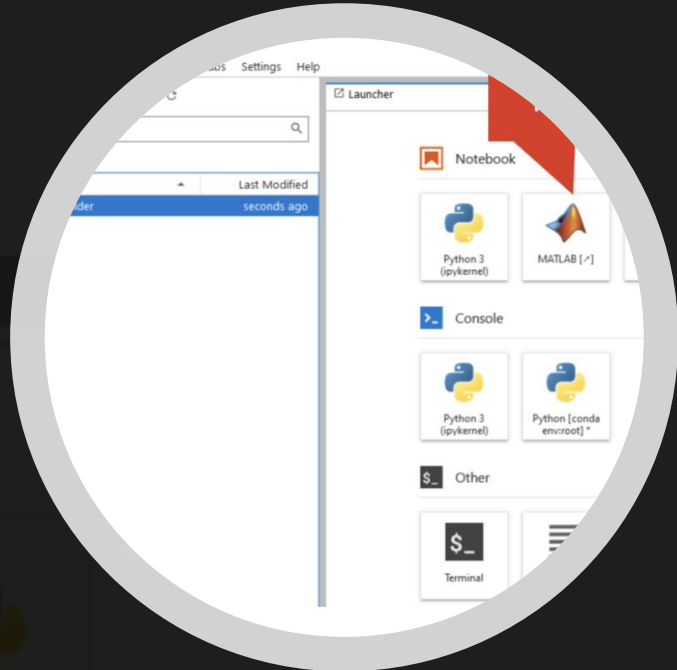 Settings Help
Launcher
Last Modified
seconds ago
Notebook
Python 3
(ipykernel)
MATLAB [↗]
>_ Console
Python 3
(ipykernel)
Python [conda
env:root] *
$_ Other
$_
Terminal